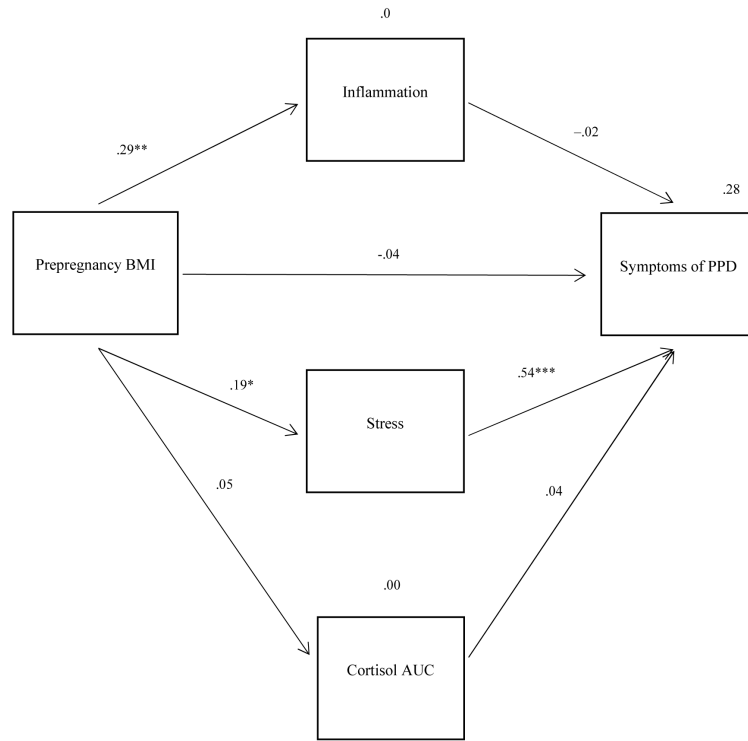 .0
Inflammation
.29**
–.02
.28
Prepregnancy BMI
-.04
Symptoms of PPD
.19*
.54***
Stress
.05
.04
.00
Cortisol AUC